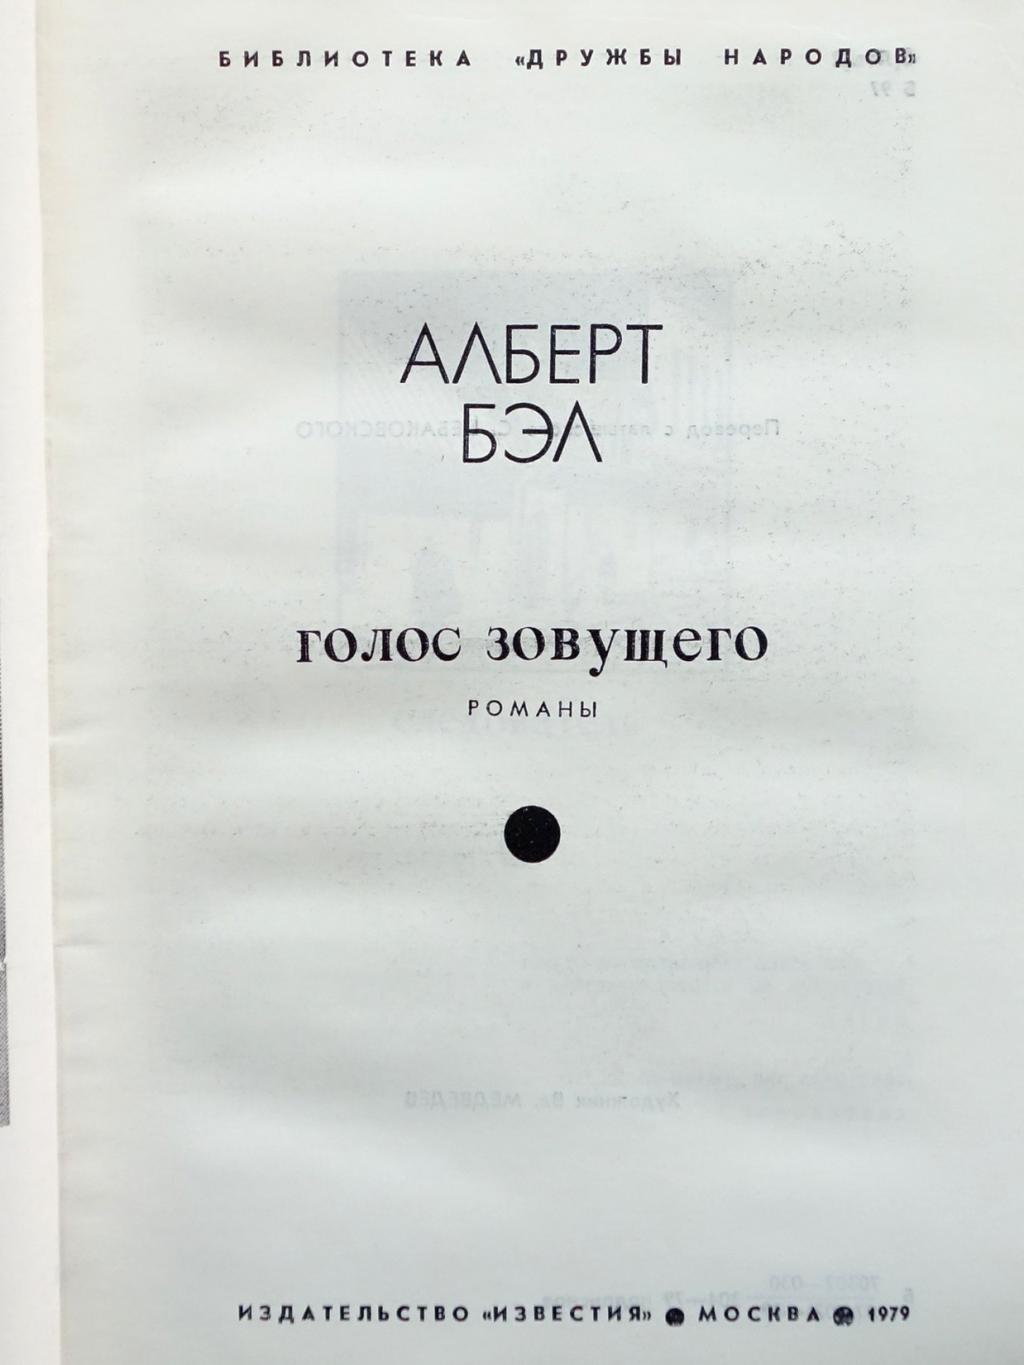 БИБЛИОТЕКА «ДРУЖБЫ НАРОДОВ»
АЛБЕРТ
БЭЛ
голос зовущего
РОМАНЫ
ИЗДАТЕЛЬСТВО «ИЗВЕСТИЯ» ● МОСКВА ● 1979